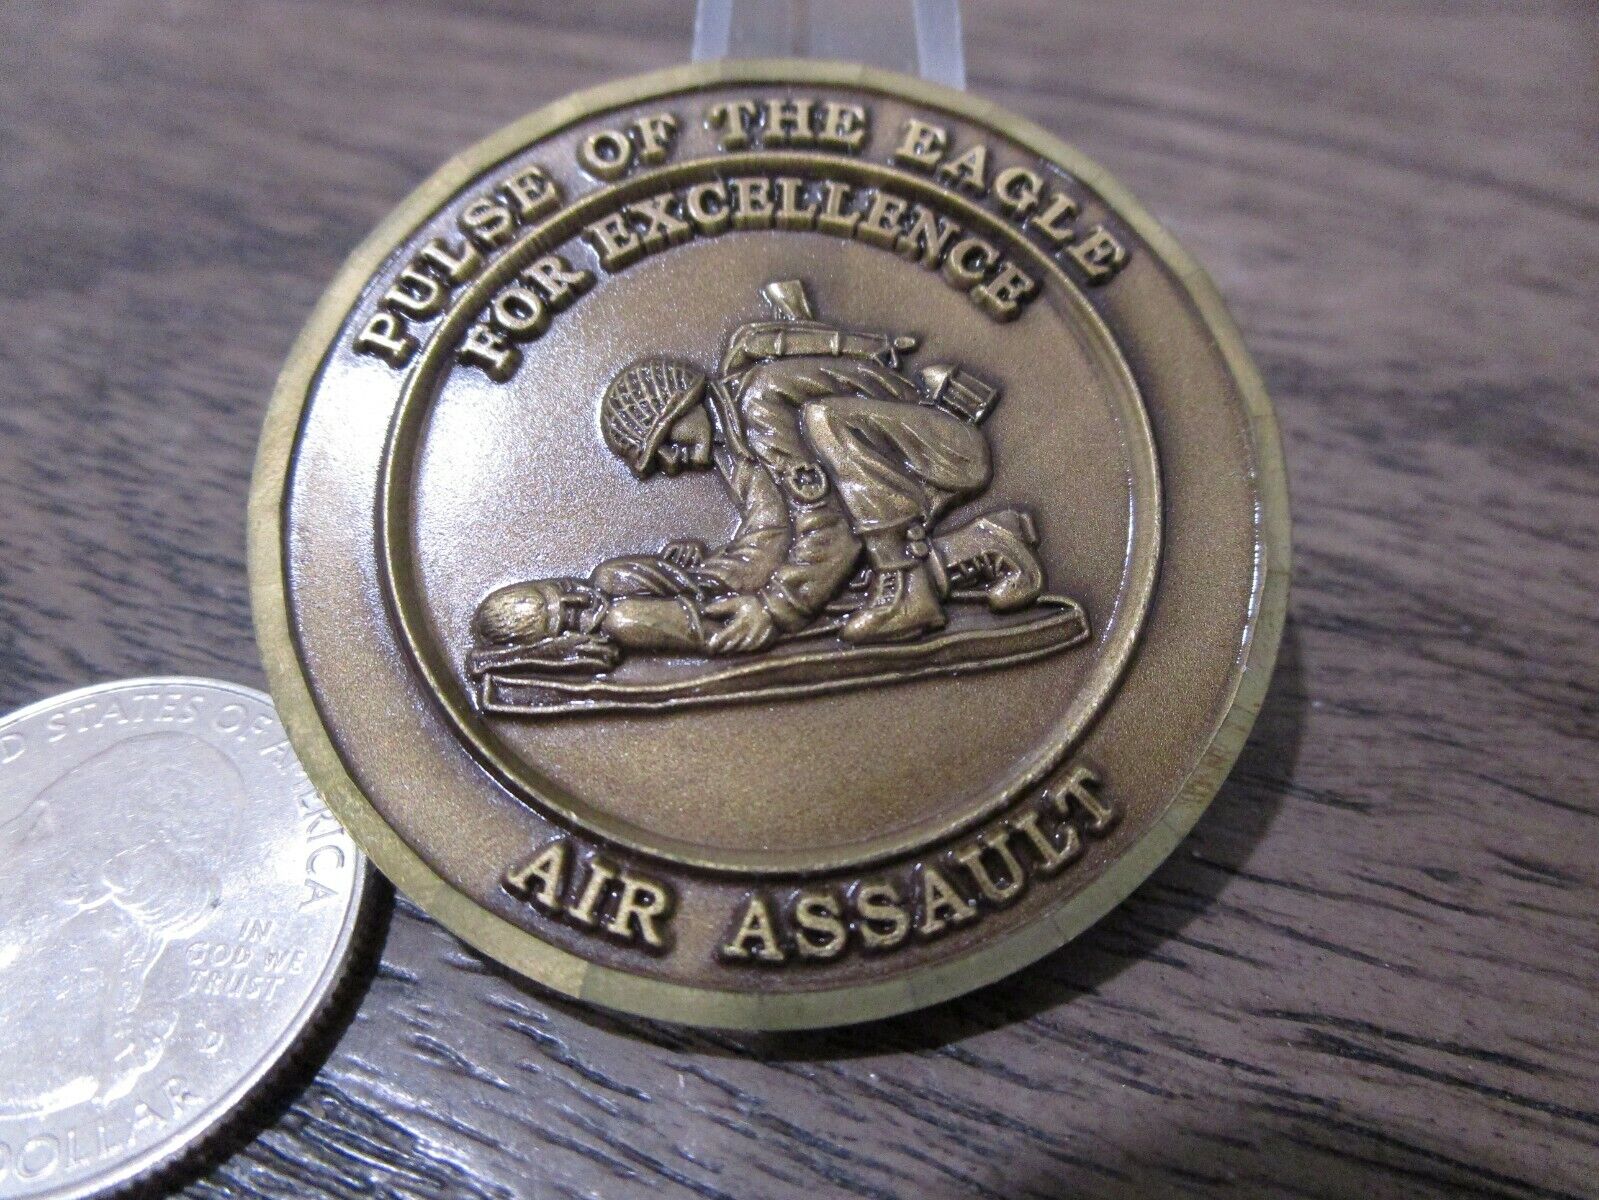 PULSE OF THE EAGLE
FOR EXCELLENCE
AIR ASSAULT
D STATES OF AMERICA
IN
GOD WE
TRUST
D
DOLLAR